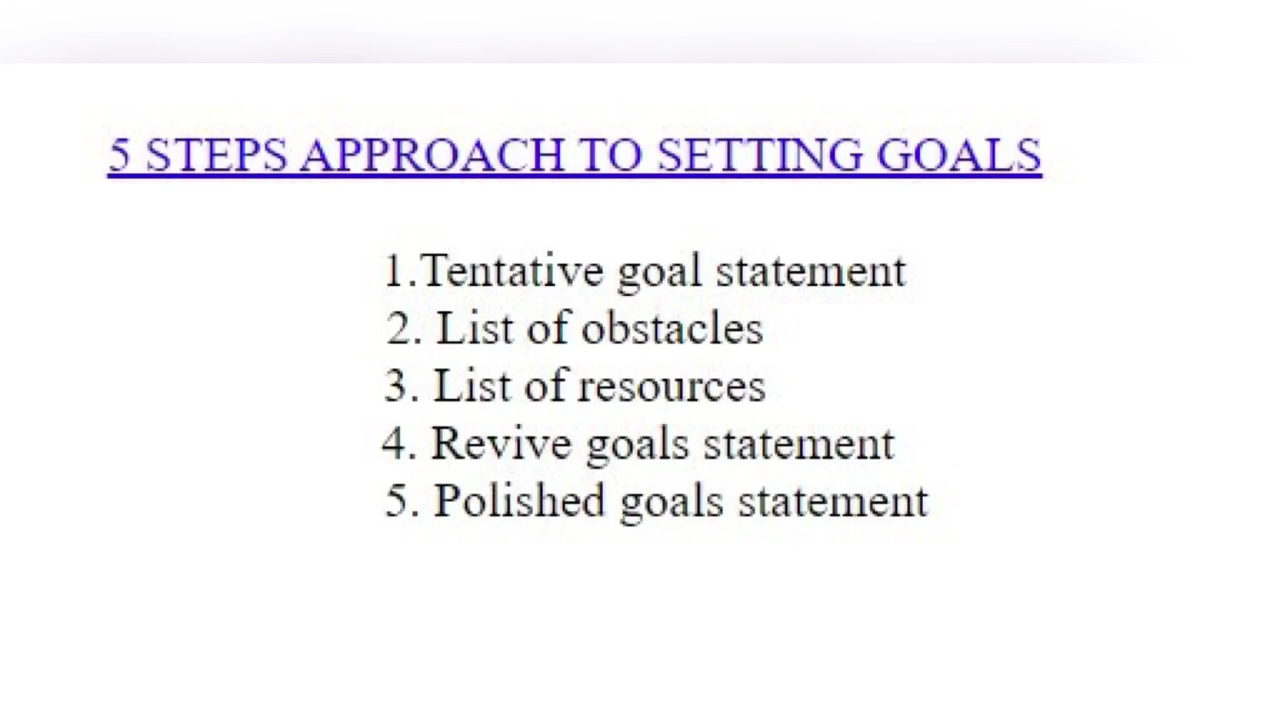 5 STEPS APPROACH TO SETTING GOALS
1.Tentative goal statement
2. List of obstacles
3. List of resources
4. Revive goals statement
5. Polished goals statement